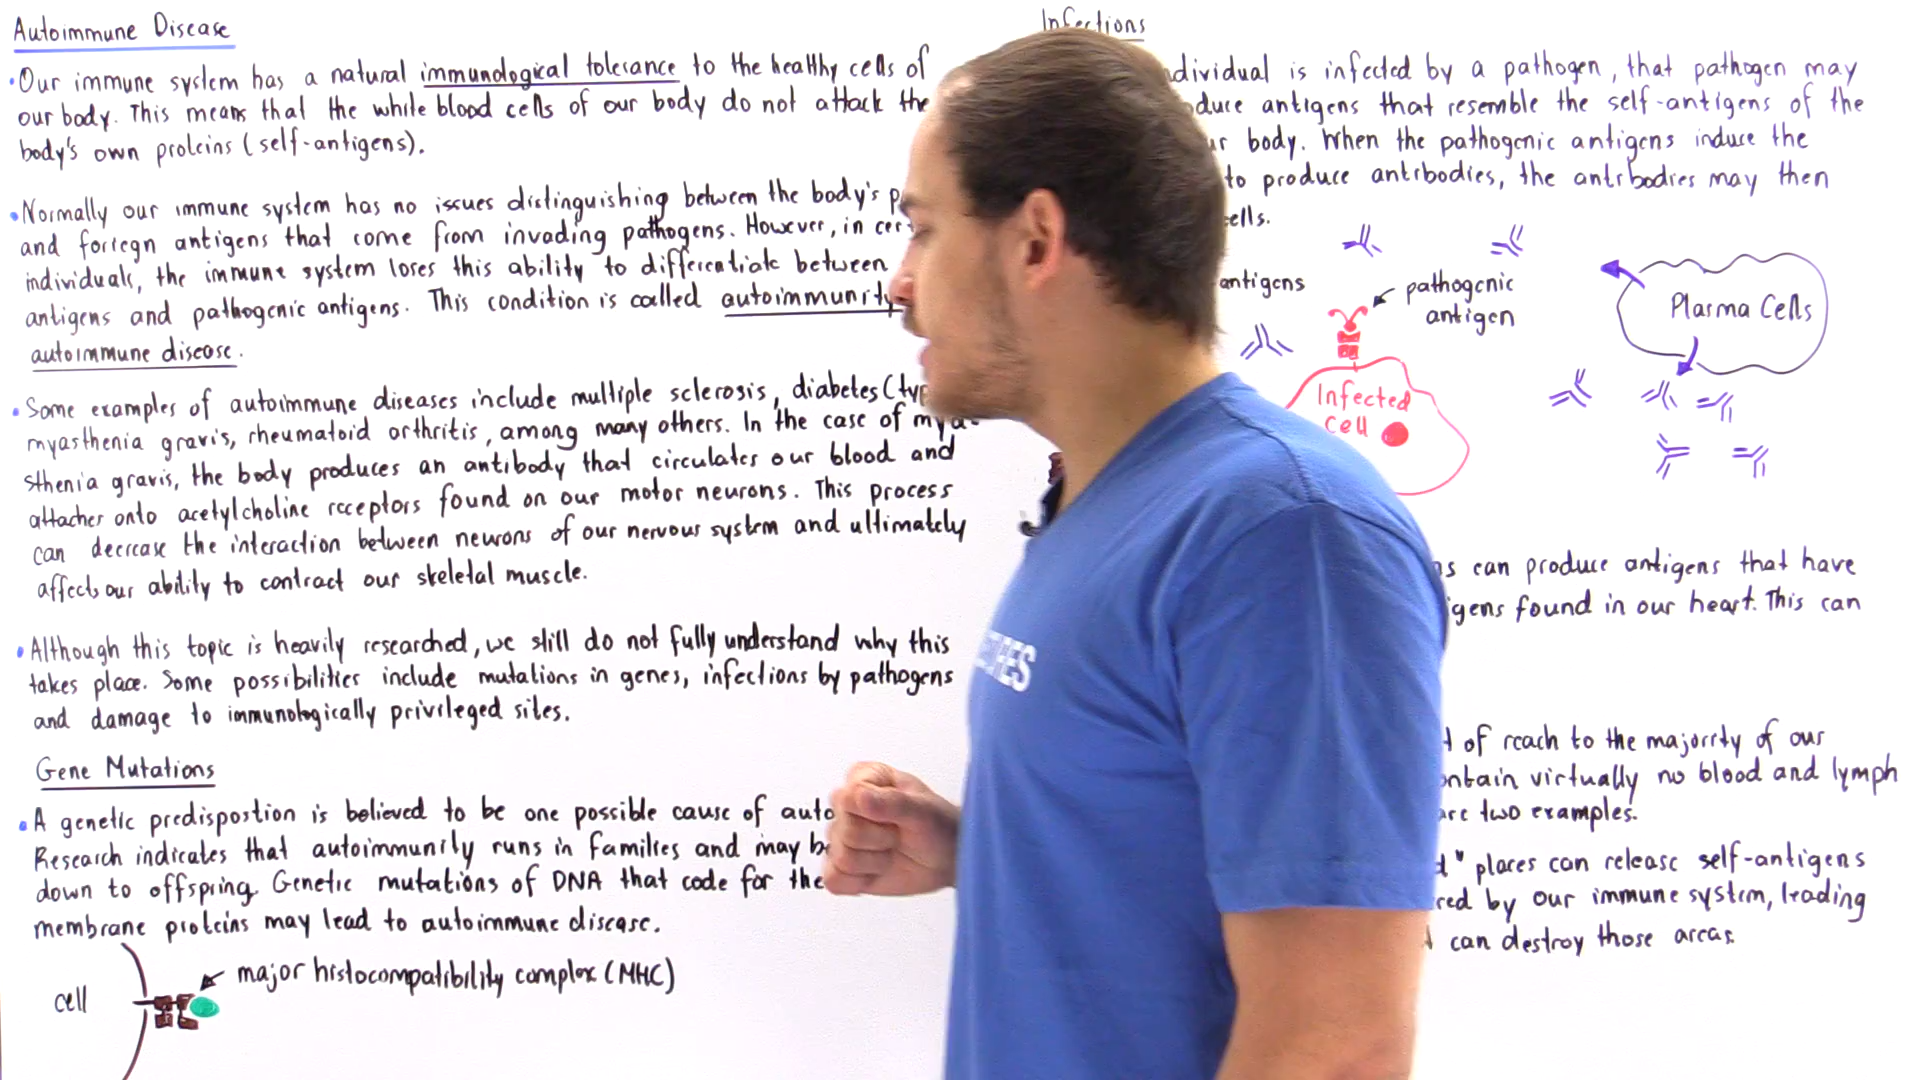 Autoimmune Disease
•Our immune system has a natural immunological tolerance to the healthy cells of
our body. This means that the white blood cells of our body do not attack the
body's own proteins (self-antigens).
•Normally our immune system has no issues distinguishing between the body's
and foriegn antigens that come from invading pathogens. However, in
individuals, the immune system loses this ability to differentiate between
antigens and pathogenic antigens. This condition is called autoimmunity
autoimmune disease.
•Some examples of autoimmune diseases include multiple sclerosis, diabetes (
myasthenia gravis, rheumatoid arthritis, among many others. In the case of mya-
sthenia gravis, the body produces an antibody that circulates our blood and
attaches onto acetylcholine receptors found on our motor neurons. This process
can decrease the interaction between neurons of our nervous system and ultimately
affects our ability to contract our skeletal muscle.
•Although this topic is heavily researched, we still do not fully understand why this
takes place. Some possibilities include mutations in genes, infections by pathogens
and damage to immunologically privileged sites.
Gene Mutations
•A genetic predispostion is believed to be one possible cause of auto
Research indicates that autoimmunity runs in families and may
down to offspring. Genetic mutations of DNA that code for the
membrane proteins may lead to autoimmune disease.
major histocompatibility complex (MHC)
cell
Infections
dividual is infected by a pathogen, that pathogen may
duce antigens that resemble the self-antigens of the
body. When the pathogenic antigens induce the
to produce antibodies, the antibodies may then
ells.
antigens
pathogenic
antigen
Plasma Cells
Infected
Cell
can produce antigens that have
igens found in our heart. This can
of reach to the majority of our
ntain virtually no blood and lymph
are two examples.
" places can release self-antigens
red by our immune system, leading
can destroy those areas.